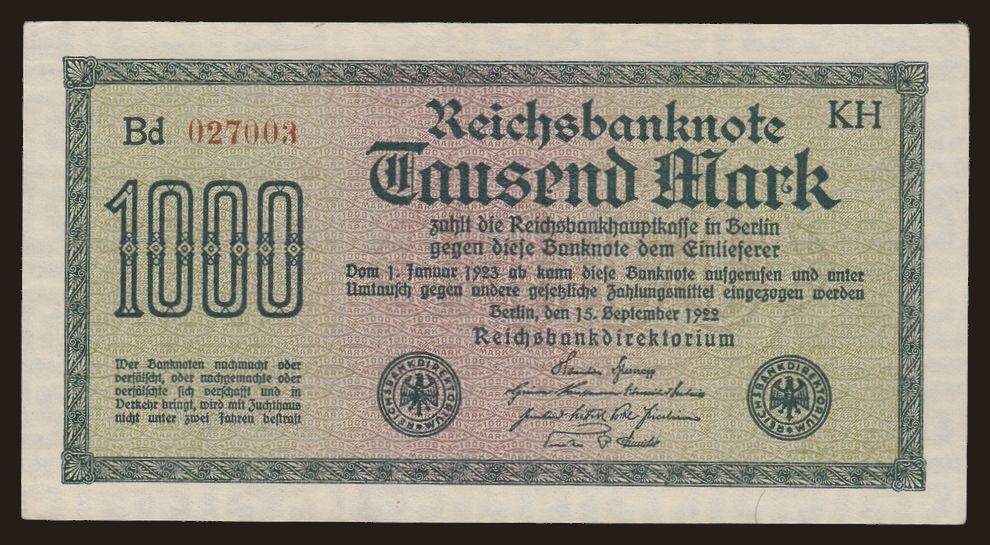 Bd 027003
KH
Reichsbanknote
Tausend Mark
1000
zahlt die Reichsbankhauptkasse in Berlin
gegen diese Banknote dem Einlieferer
Vom 1. Januar 1923 ab kann diese Banknote aufgerufen und unter
Umtausch gegen andere gesetzliche Zahlungsmittel eingezogen werden
Berlin, den 15. September 1922
Reichsbankdirektorium
Wer Banknoten nachmacht oder
verfälscht, oder nachgemachte oder
verfälschte sich verschafft und in
Verkehr bringt, wird mit Zuchthaus
nicht unter zwei Jahren bestraft
REICHSBANKDIREKTORIUM
REICHSBANKDIREKTORIUM